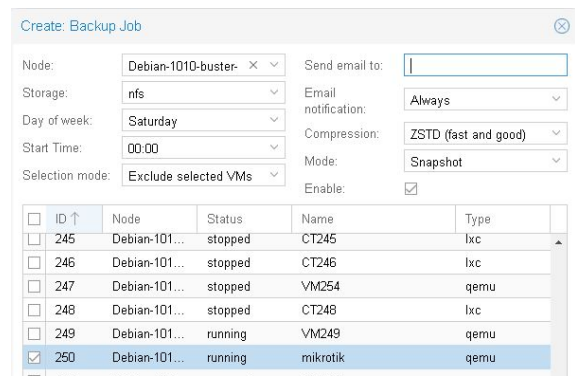 Create: Backup Job
Node: Debian-1010-buster- Send email to:
Storage: nfs Email notification: Always
Day of week: Saturday Compression: ZSTD (fast and good)
Start Time: 00:00 Mode: Snapshot
Selection mode: Exclude selected VMs Enable:
ID ↑ Node Status Name Type
245 Debian-101... stopped CT245 lxc
246 Debian-101... stopped CT246 lxc
247 Debian-101... stopped VM254 qemu
248 Debian-101... stopped CT248 lxc
249 Debian-101... running VM249 qemu
250 Debian-101... running mikrotik qemu